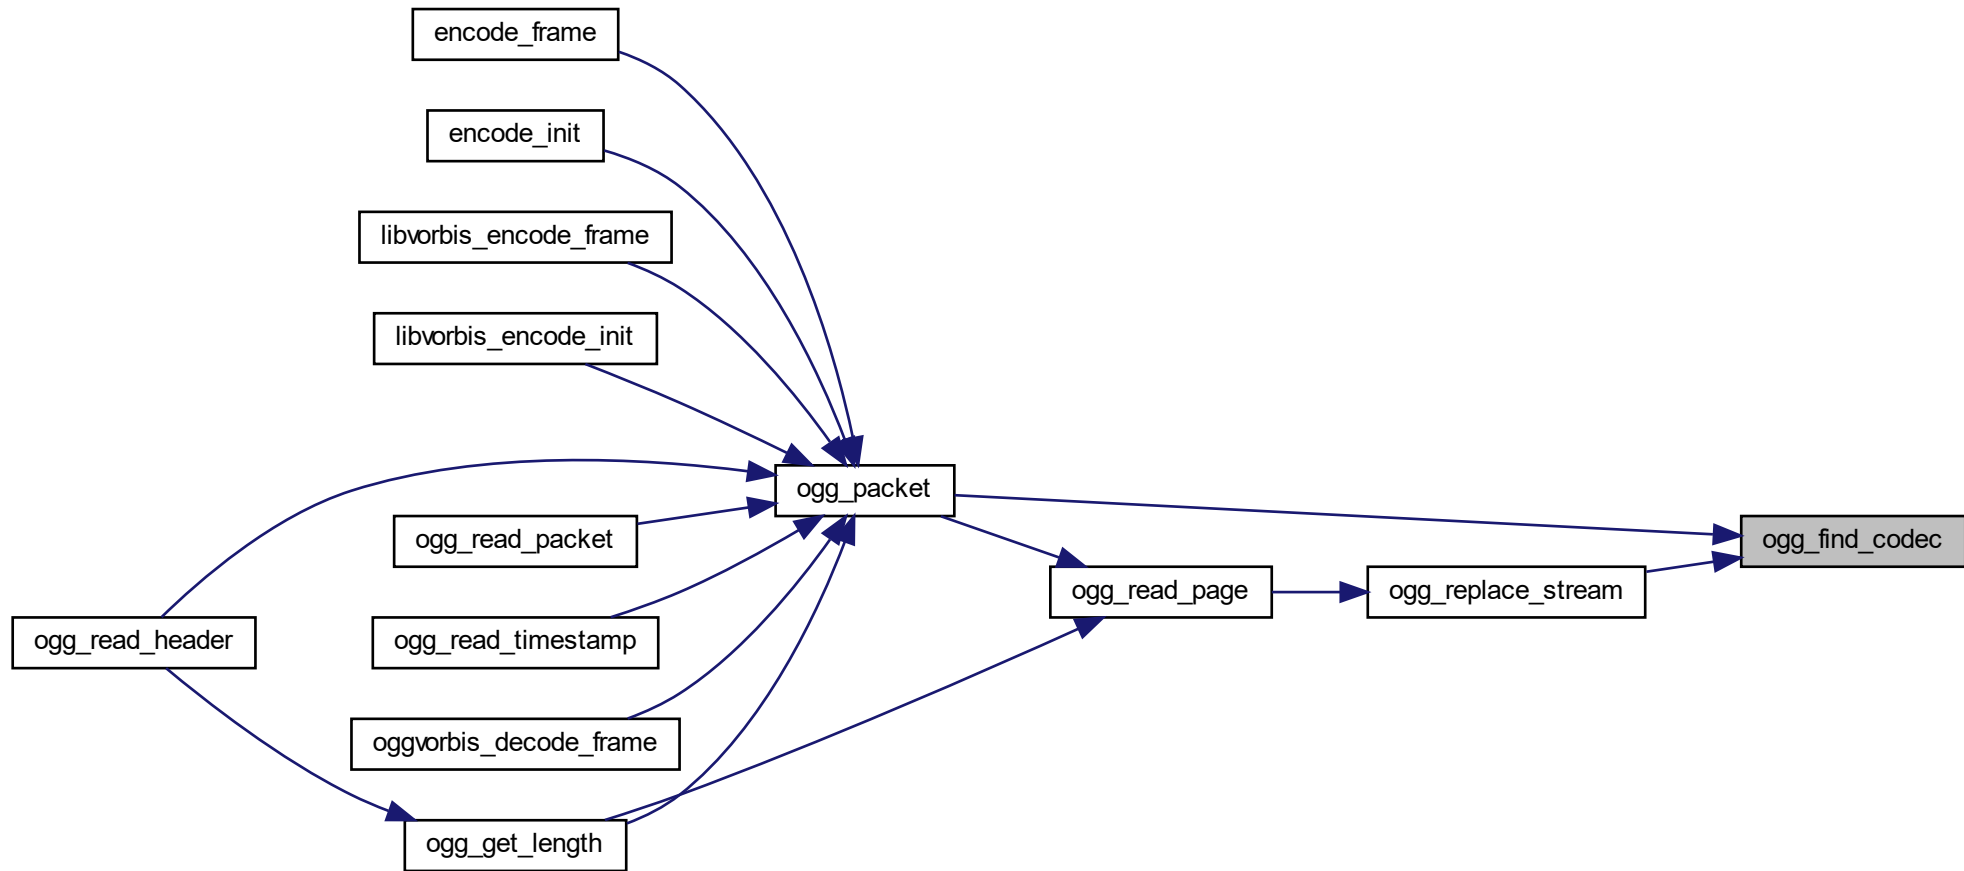 encode_frame
encode_init
libvorbis_encode_frame
libvorbis_encode_init
ogg_packet
ogg_read_packet
ogg_find_codec
ogg_read_page
ogg_replace_stream
ogg_read_header
ogg_read_timestamp
oggvorbis_decode_frame
ogg_get_length